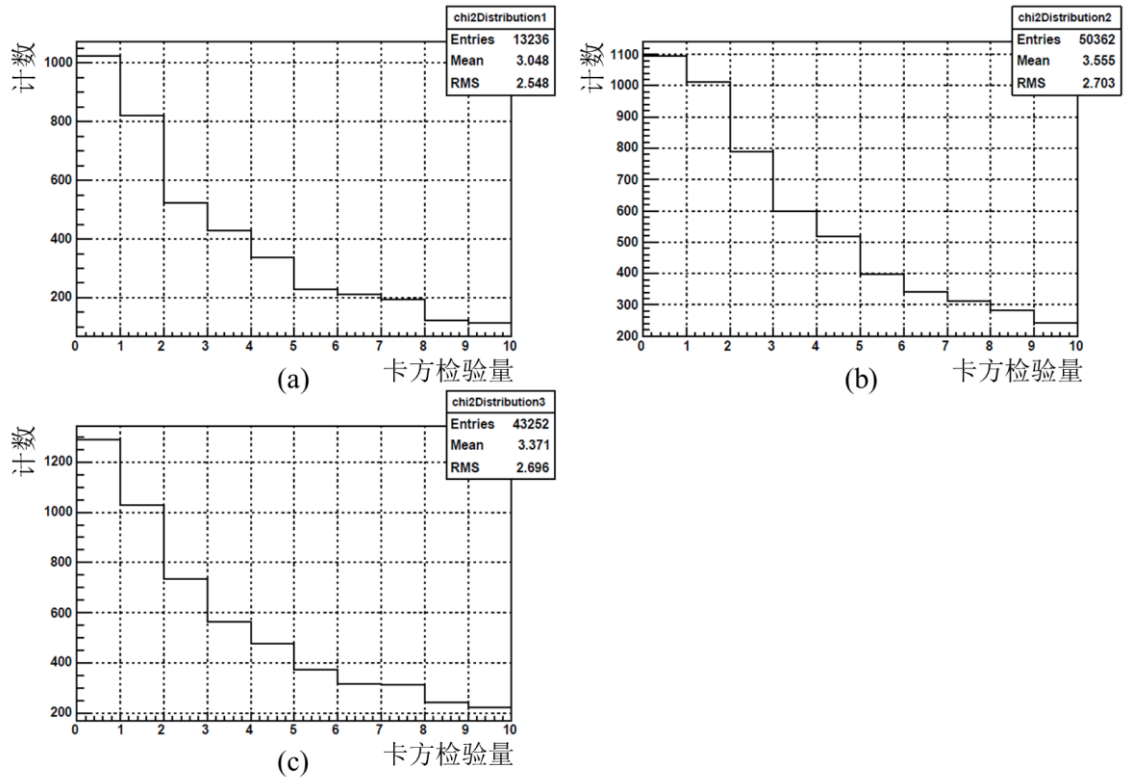 chi2Distribution1
Entries 13236
Mean 3.048
RMS 2.548
计数
1000
800
600
400
200
0 1 2 3 4 5 6 7 8 9 10
卡方检验量
(a)
chi2Distribution2
Entries 50362
Mean 3.555
RMS 2.703
计数
1100
1000
900
800
700
600
500
400
300
200
0 1 2 3 4 5 6 7 8 9 10
卡方检验量
(b)
chi2Distribution3
Entries 43252
Mean 3.371
RMS 2.696
计数
1200
1000
800
600
400
200
0 1 2 3 4 5 6 7 8 9 10
卡方检验量
(c)